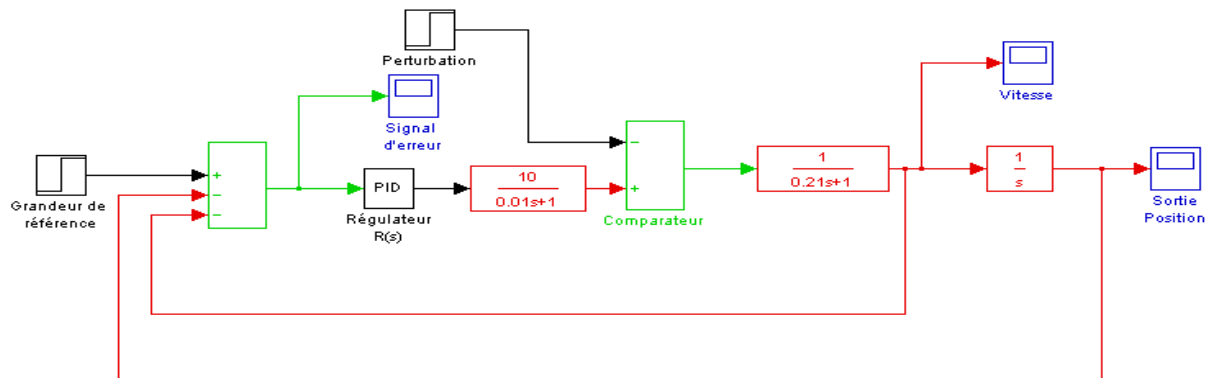 Perturbation
Vitesse
Signal
d'erreur
Grandeur de
référence
+
−
−
PID
Régulateur
R(s)
10
0.01s+1
−
+
Comparateur
1
0.21s+1
1
s
Sortie
Position